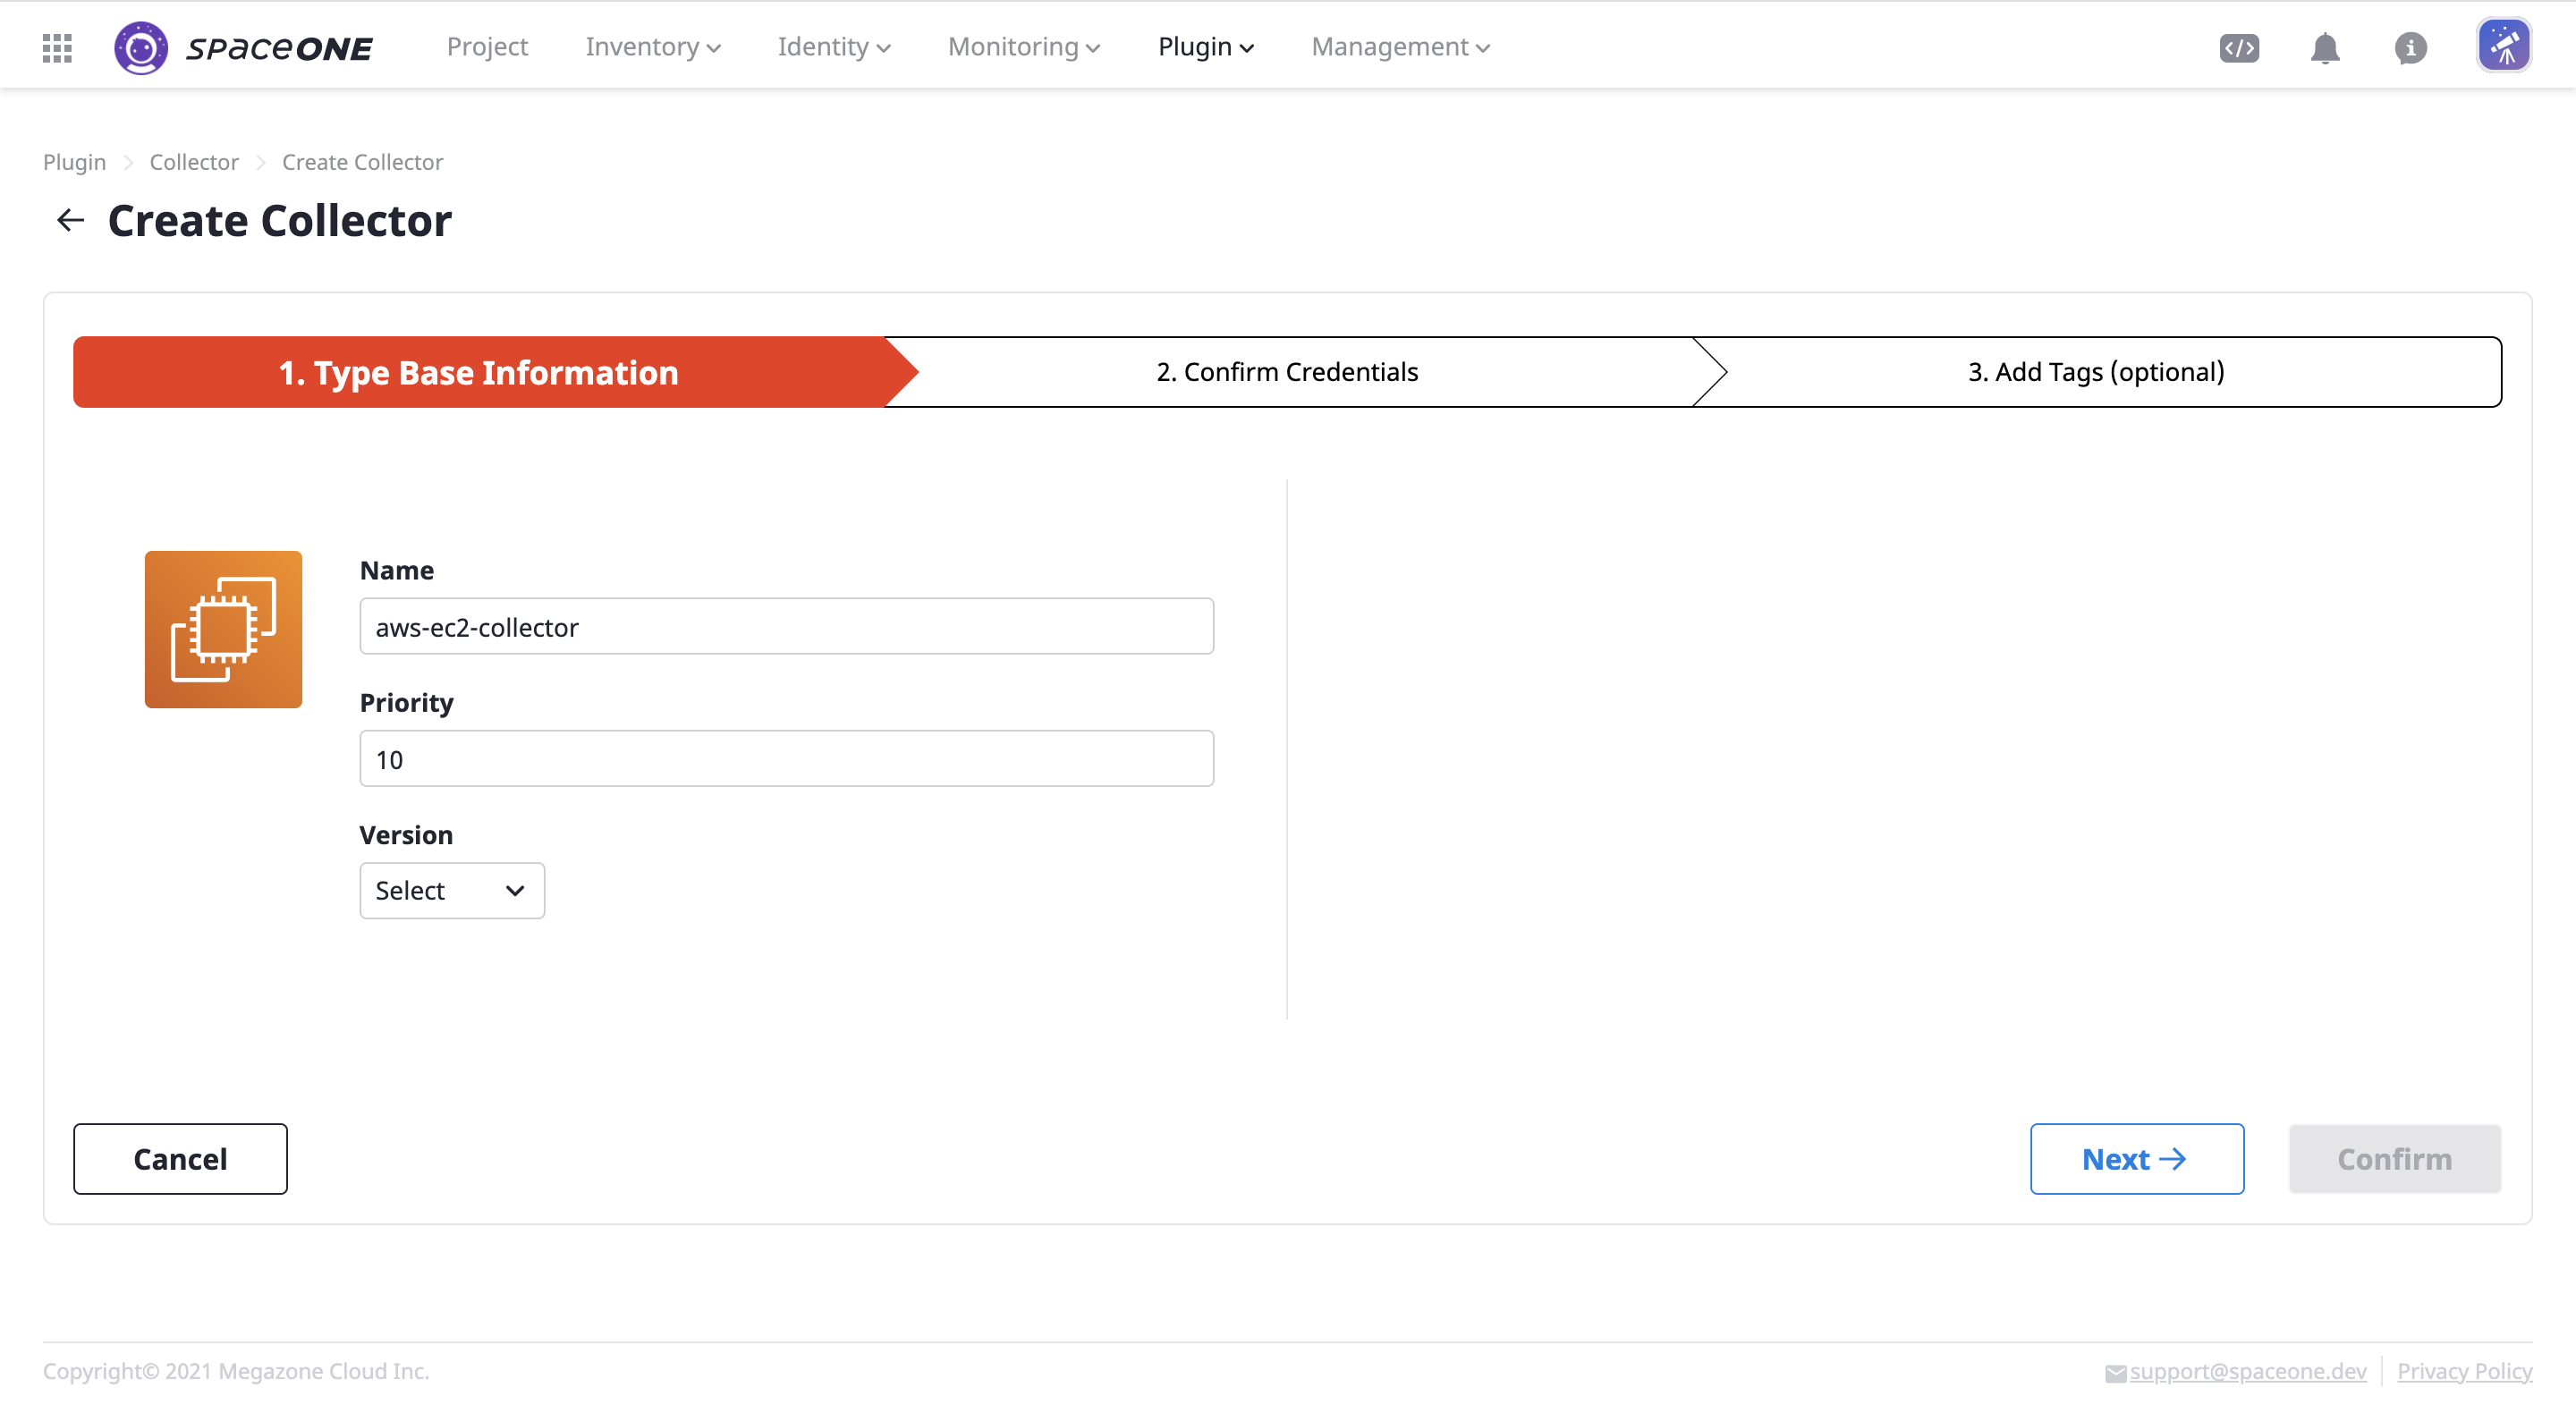 spaceONE Project Inventory Identity Monitoring Plugin Management
Plugin Collector Create Collector
Create Collector
1. Type Base Information 2. Confirm Credentials 3. Add Tags (optional)
Name
aws-ec2-collector
Priority
10
Version
Select
Cancel Next Confirm
Copyright© 2021 Megazone Cloud Inc. support@spaceone.dev Privacy Policy